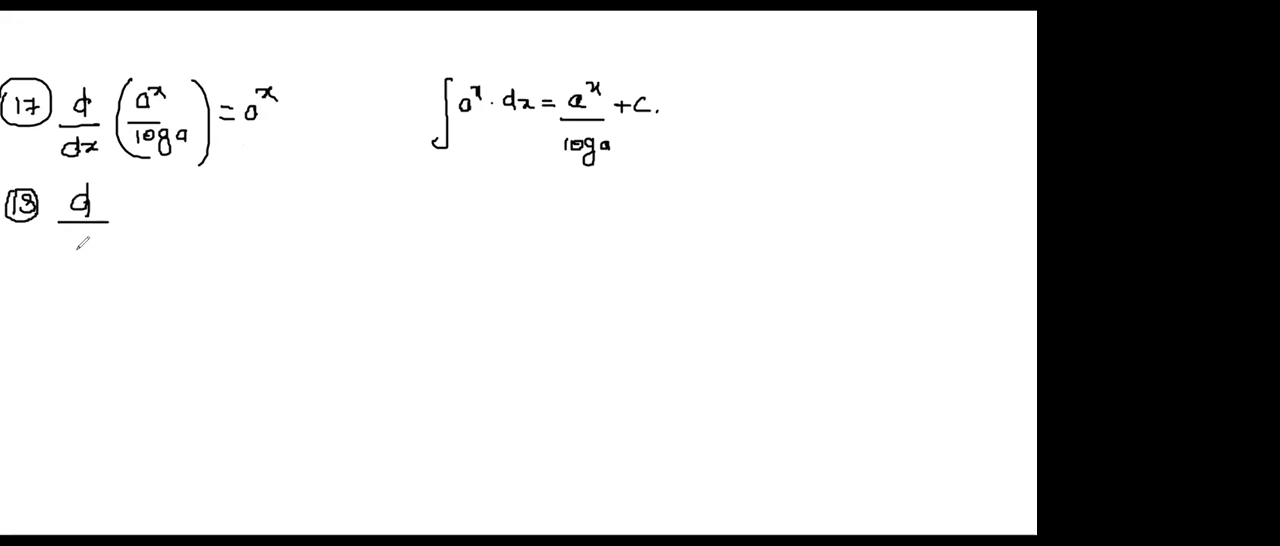 (17) d/dx (a^x/log a) = a^x ∫a^x · dx = a^x/log a + c.
(18) d